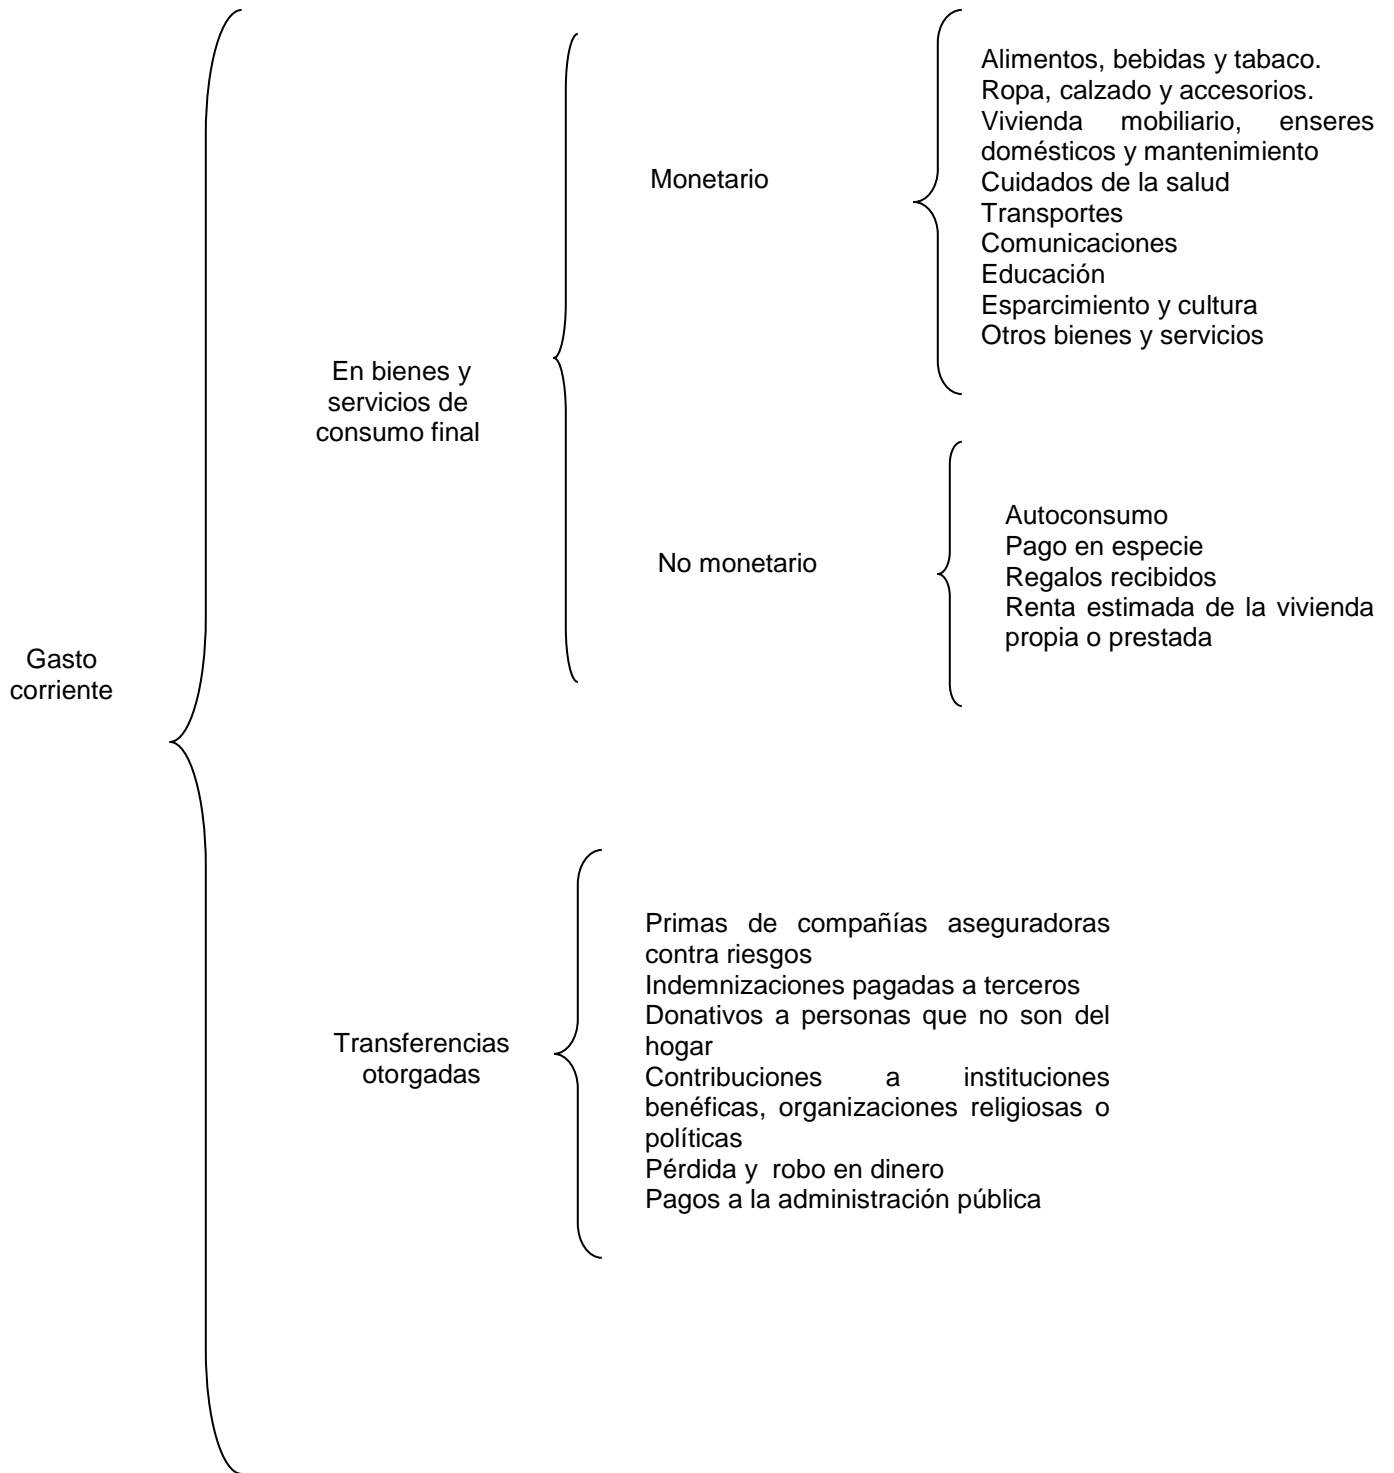 Gasto
corriente
En bienes y
servicios de
consumo final
Monetario
Alimentos, bebidas y tabaco.
Ropa, calzado y accesorios.
Vivienda mobiliario, enseres
domésticos y mantenimiento
Cuidados de la salud
Transportes
Comunicaciones
Educación
Esparcimiento y cultura
Otros bienes y servicios
No monetario
Autoconsumo
Pago en especie
Regalos recibidos
Renta estimada de la vivienda
propia o prestada
Transferencias
otorgadas
Primas de compañías aseguradoras
contra riesgos
Indemnizaciones pagadas a terceros
Donativos a personas que no son del
hogar
Contribuciones a instituciones
benéficas, organizaciones religiosas o
políticas
Pérdida y robo en dinero
Pagos a la administración pública